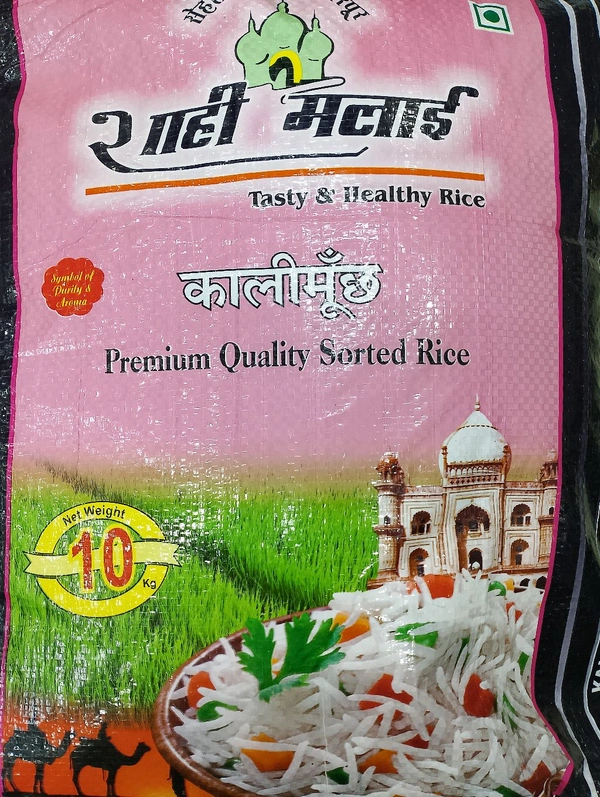 शाही मलाई
Tasty & Healthy Rice
Symbol of
Purity &
Aroma
कालीमूँछ
Premium Quality Sorted Rice
Net Weight
10
Kg